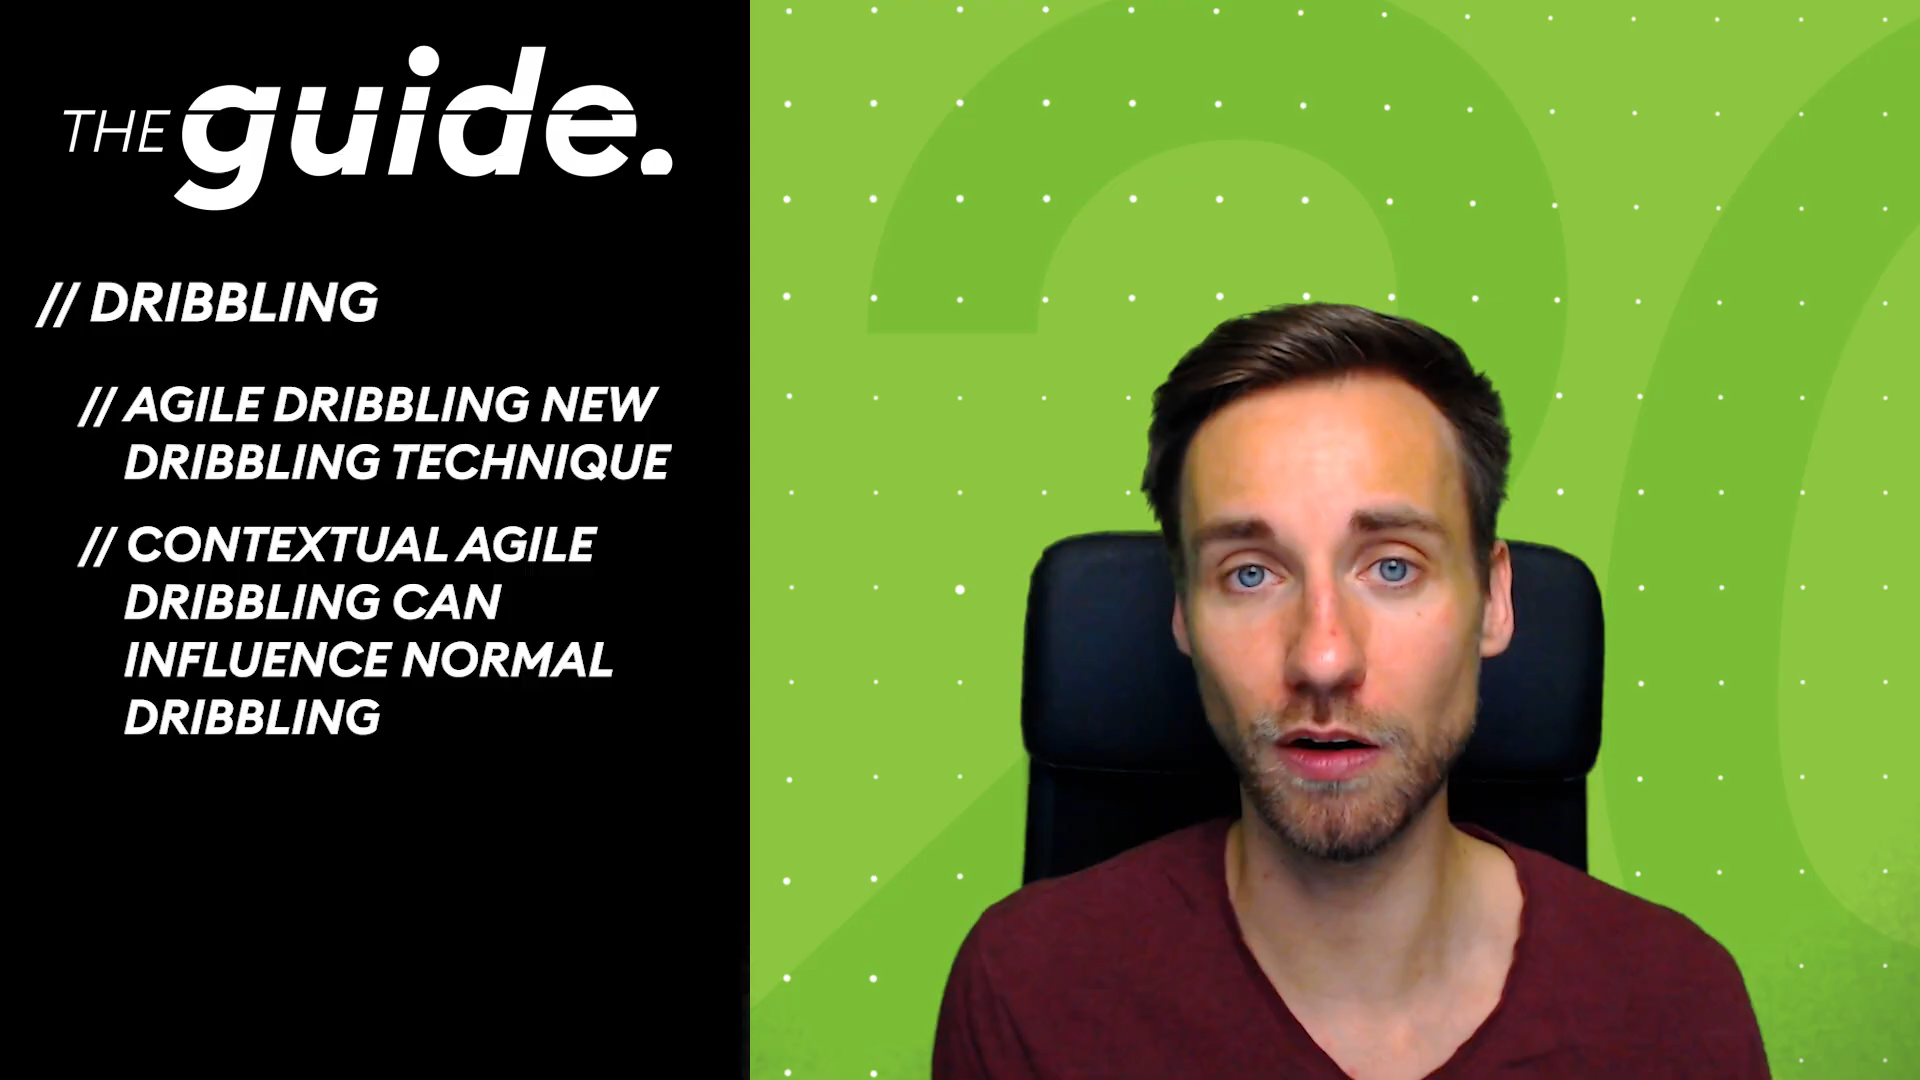 THE guide.
// DRIBBLING
// AGILE DRIBBLING NEW
DRIBBLING TECHNIQUE
// CONTEXTUAL AGILE
DRIBBLING CAN
INFLUENCE NORMAL
DRIBBLING